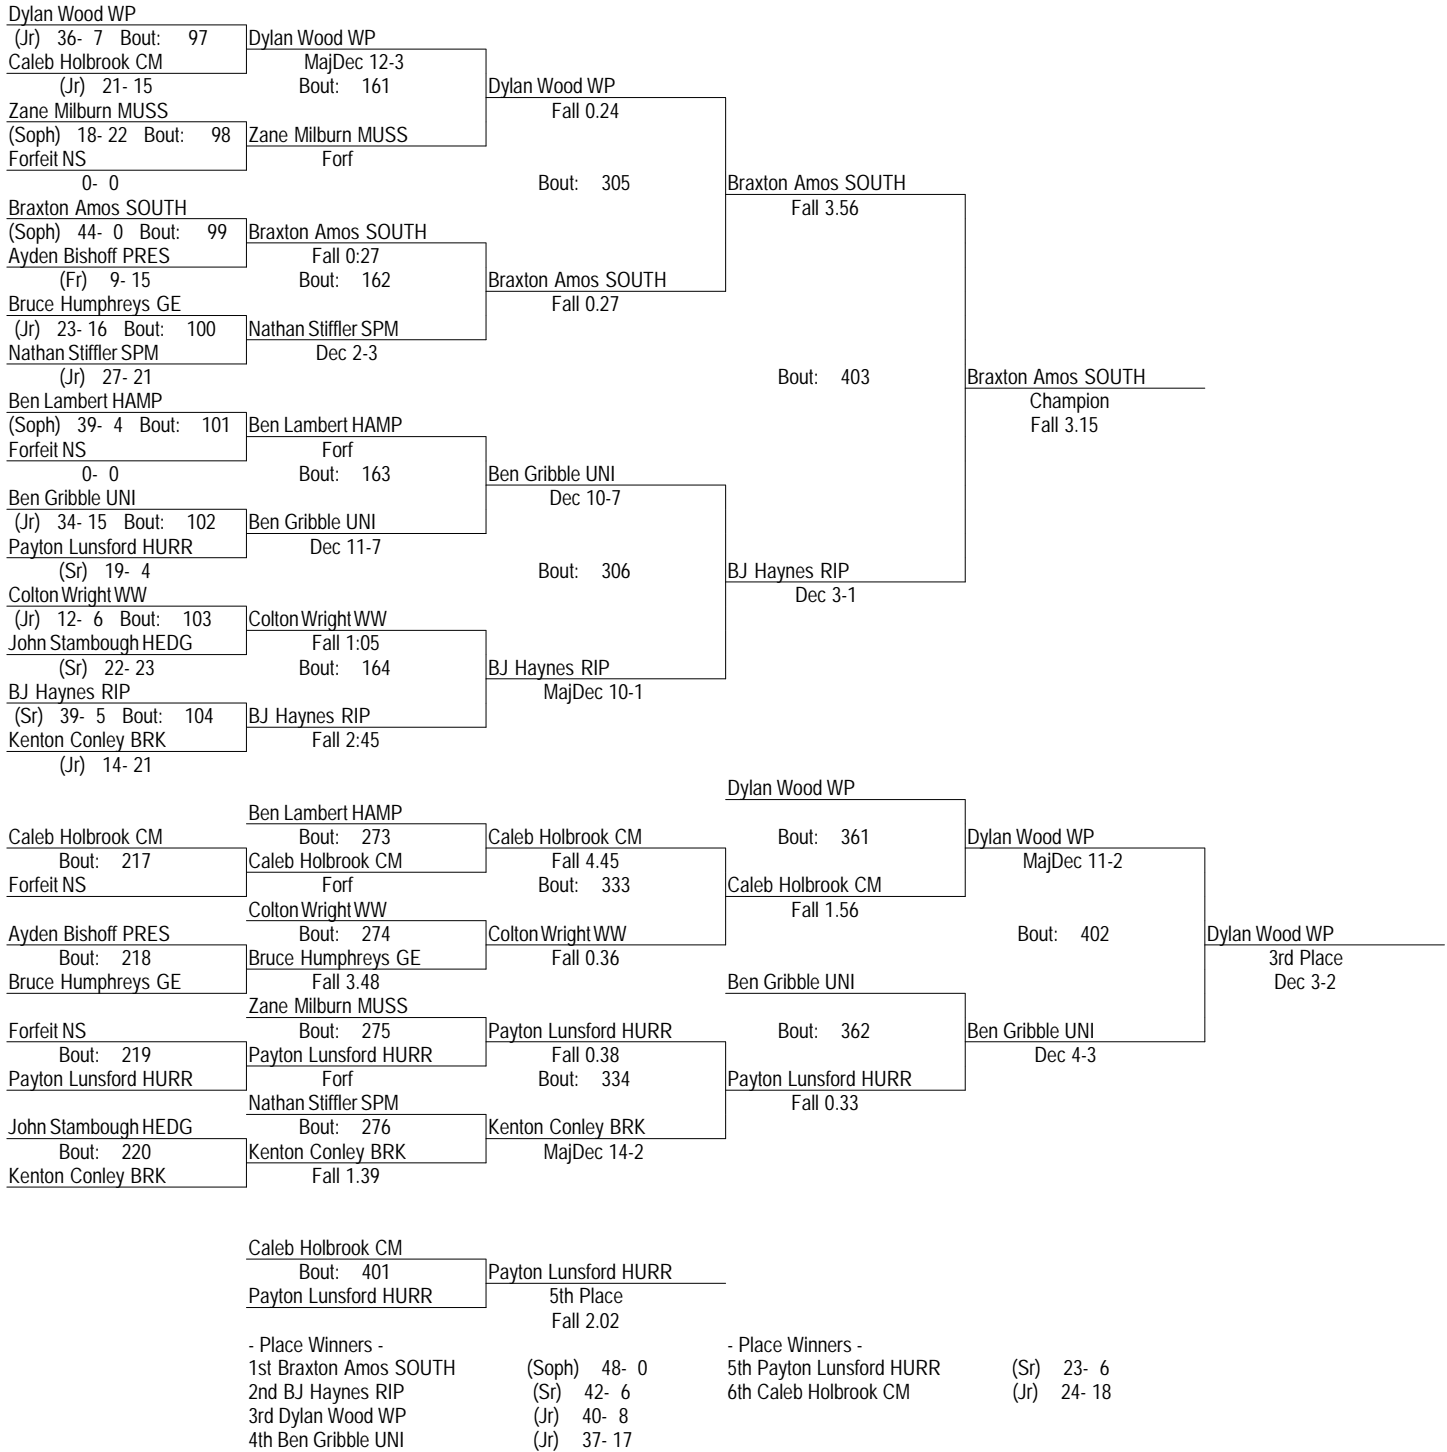 Dylan Wood WP
(Jr) 36- 7 Bout: 97 Dylan Wood WP
Caleb Holbrook CM MajDec 12-3
(Jr) 21- 15 Bout: 161 Dylan Wood WP
Zane Milburn MUSS Fall 0.24
(Soph) 18- 22 Bout: 98 Zane Milburn MUSS
Forfeit NS Forf
0- 0 Bout: 305 Braxton Amos SOUTH
Braxton Amos SOUTH Fall 3.56
(Soph) 44- 0 Bout: 99 Braxton Amos SOUTH
Ayden Bishoff PRES Fall 0:27
(Fr) 9- 15 Bout: 162 Braxton Amos SOUTH
Bruce Humphreys GE Fall 0.27
(Jr) 23- 16 Bout: 100 Nathan Stiffler SPM
Nathan Stiffler SPM Dec 2-3
(Jr) 27- 21 Bout: 403 Braxton Amos SOUTH
Ben Lambert HAMP Champion
(Soph) 39- 4 Bout: 101 Ben Lambert HAMP Fall 3.15
Forfeit NS Forf
0- 0 Bout: 163 Ben Gribble UNI
Ben Gribble UNI Dec 10-7
(Jr) 34- 15 Bout: 102 Ben Gribble UNI
Payton Lunsford HURR Dec 11-7
(Sr) 19- 4 Bout: 306 BJ Haynes RIP
Colton Wright WW Dec 3-1
(Jr) 12- 6 Bout: 103 Colton Wright WW
John Stambough HEDG Fall 1:05
(Sr) 22- 23 Bout: 164 BJ Haynes RIP
BJ Haynes RIP MajDec 10-1
(Sr) 39- 5 Bout: 104 BJ Haynes RIP
Kenton Conley BRK Fall 2:45
(Jr) 14- 21
Dylan Wood WP
Ben Lambert HAMP
Caleb Holbrook CM Bout: 273 Caleb Holbrook CM Bout: 361 Dylan Wood WP
Bout: 217 Caleb Holbrook CM Fall 4.45 MajDec 11-2
Forfeit NS Forf Bout: 333 Caleb Holbrook CM
Colton Wright WW Fall 1.56
Ayden Bishoff PRES Bout: 274 Colton Wright WW Bout: 402 Dylan Wood WP
Bout: 218 Bruce Humphreys GE Fall 0.36 3rd Place
Bruce Humphreys GE Fall 3.48 Ben Gribble UNI Dec 3-2
Zane Milburn MUSS
Forfeit NS Bout: 275 Payton Lunsford HURR Bout: 362 Ben Gribble UNI
Bout: 219 Payton Lunsford HURR Fall 0.38 Dec 4-3
Payton Lunsford HURR Forf Bout: 334 Payton Lunsford HURR
Nathan Stiffler SPM Fall 0.33
John Stambough HEDG Bout: 276 Kenton Conley BRK
Bout: 220 Kenton Conley BRK MajDec 14-2
Kenton Conley BRK Fall 1.39
Caleb Holbrook CM
Bout: 401 Payton Lunsford HURR
Payton Lunsford HURR 5th Place
Fall 2.02
- Place Winners - - Place Winners -
1st Braxton Amos SOUTH (Soph) 48- 0 5th Payton Lunsford HURR (Sr) 23- 6
2nd BJ Haynes RIP (Sr) 42- 6 6th Caleb Holbrook CM (Jr) 24- 18
3rd Dylan Wood WP (Jr) 40- 8
4th Ben Gribble UNI (Jr) 37- 17